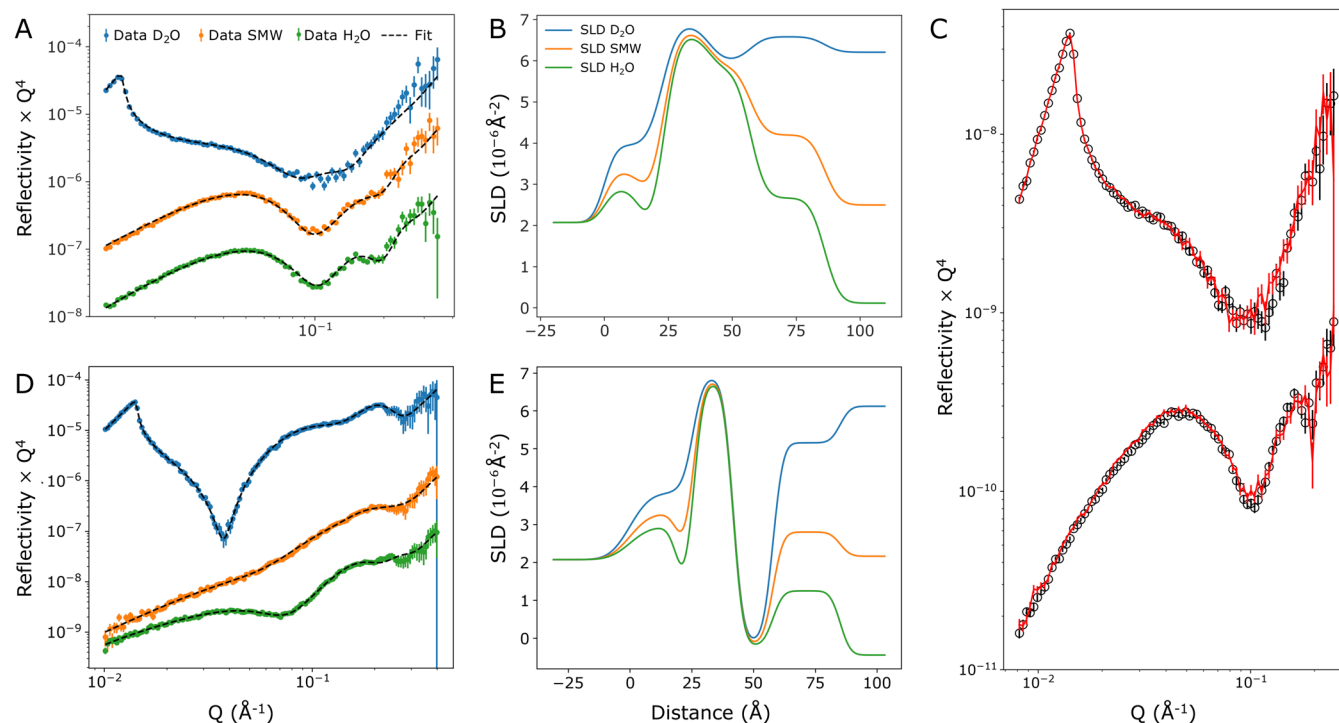 A
Data D₂O
Data SMW
Data H₂O
Fit
Reflectivity × Q⁴
10⁻⁴
10⁻⁵
10⁻⁶
10⁻⁷
10⁻⁸
10⁻¹
B
SLD D₂O
SLD SMW
SLD H₂O
SLD (10⁻⁶Å⁻²)
7
6
5
4
3
2
1
0
−25
0
25
50
75
100
C
Reflectivity × Q⁴
10⁻⁸
10⁻⁹
10⁻¹⁰
10⁻¹¹
10⁻²
10⁻¹
Q (Å⁻¹)
D
Reflectivity × Q⁴
10⁻⁴
10⁻⁵
10⁻⁶
10⁻⁷
10⁻⁸
10⁻⁹
10⁻²
10⁻¹
Q (Å⁻¹)
E
SLD (10⁻⁶Å⁻²)
7
6
5
4
3
2
1
0
−25
0
25
50
75
100
Distance (Å)